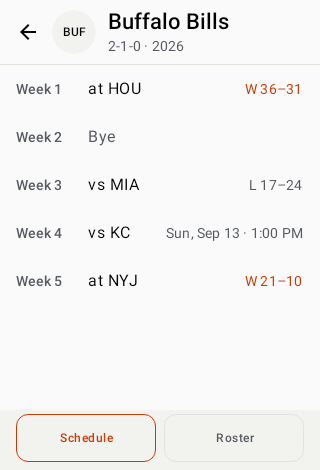 BUF
Buffalo Bills
2-1-0 · 2026
Week 1 at HOU W 36–31
Week 2 Bye
Week 3 vs MIA L 17–24
Week 4 vs KC Sun, Sep 13 · 1:00 PM
Week 5 at NYJ W 21–10
Schedule Roster